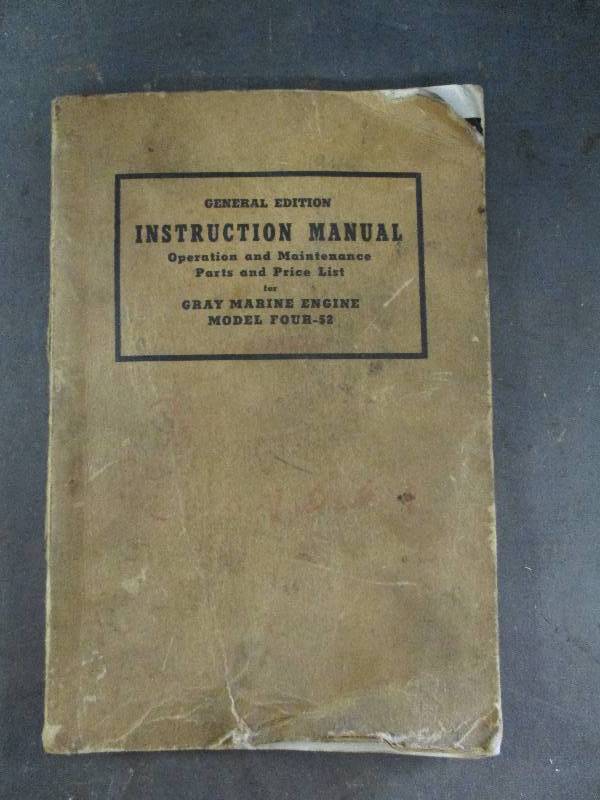 GENERAL EDITION
INSTRUCTION MANUAL
Operation and Maintenance
Parts and Price List
for
GRAY MARINE ENGINE
MODEL FOUR-52